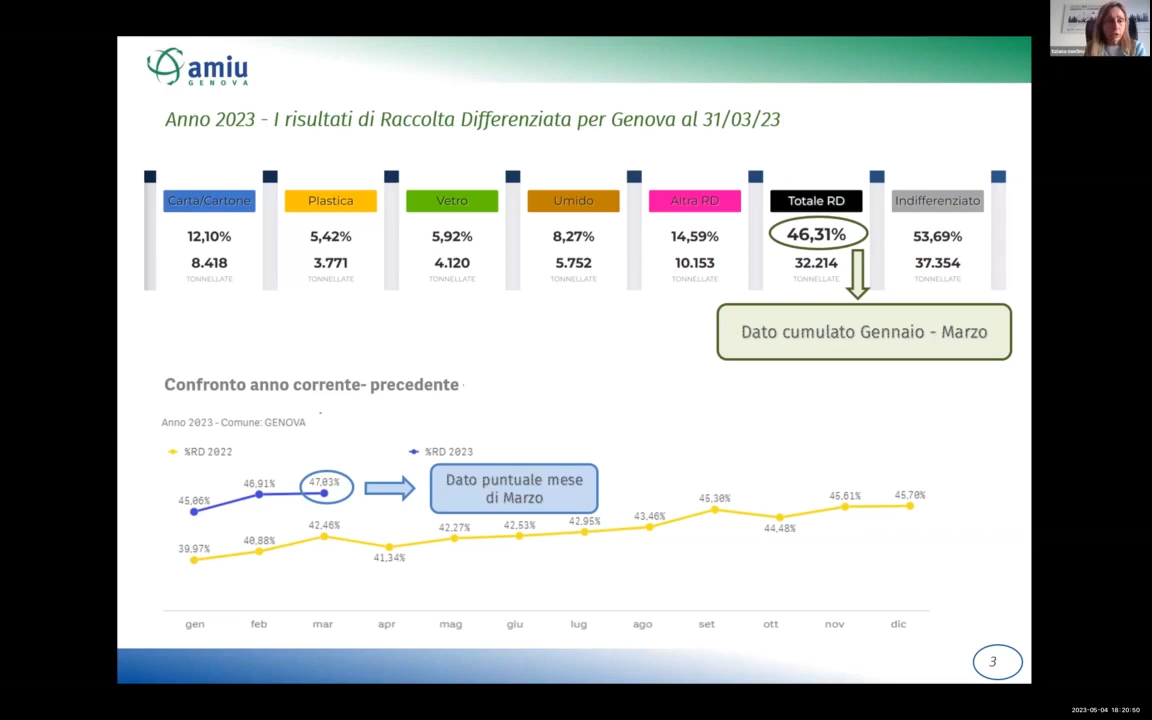 amiu
GENOVA
Anno 2023 - I risultati di Raccolta Differenziata per Genova al 31/03/23
Carta/Cartone Plastica Vetro Umido Altra RD Totale RD Indifferenziato
12,10% 5,42% 5,92% 8,27% 14,59% 46,31% 53,69%
8.418 3.771 4.120 5.752 10.153 32.214 37.354
TONNELLATE TONNELLATE TONNELLATE TONNELLATE TONNELLATE TONNELLATE TONNELLATE
Dato cumulato Gennaio - Marzo
Confronto anno corrente- precedente
Anno 2023 - Comune: GENOVA
%RD 2022 %RD 2023
45,06% 46,91% 47,03%
Dato puntuale mese
di Marzo
39,97% 40,88% 42,46% 41,34% 42,27% 42,53% 42,95% 43,46% 45,30% 44,48% 45,61% 45,70%
gen feb mar apr mag giu lug ago set ott nov dic
3
2023-05-04 18:20:50